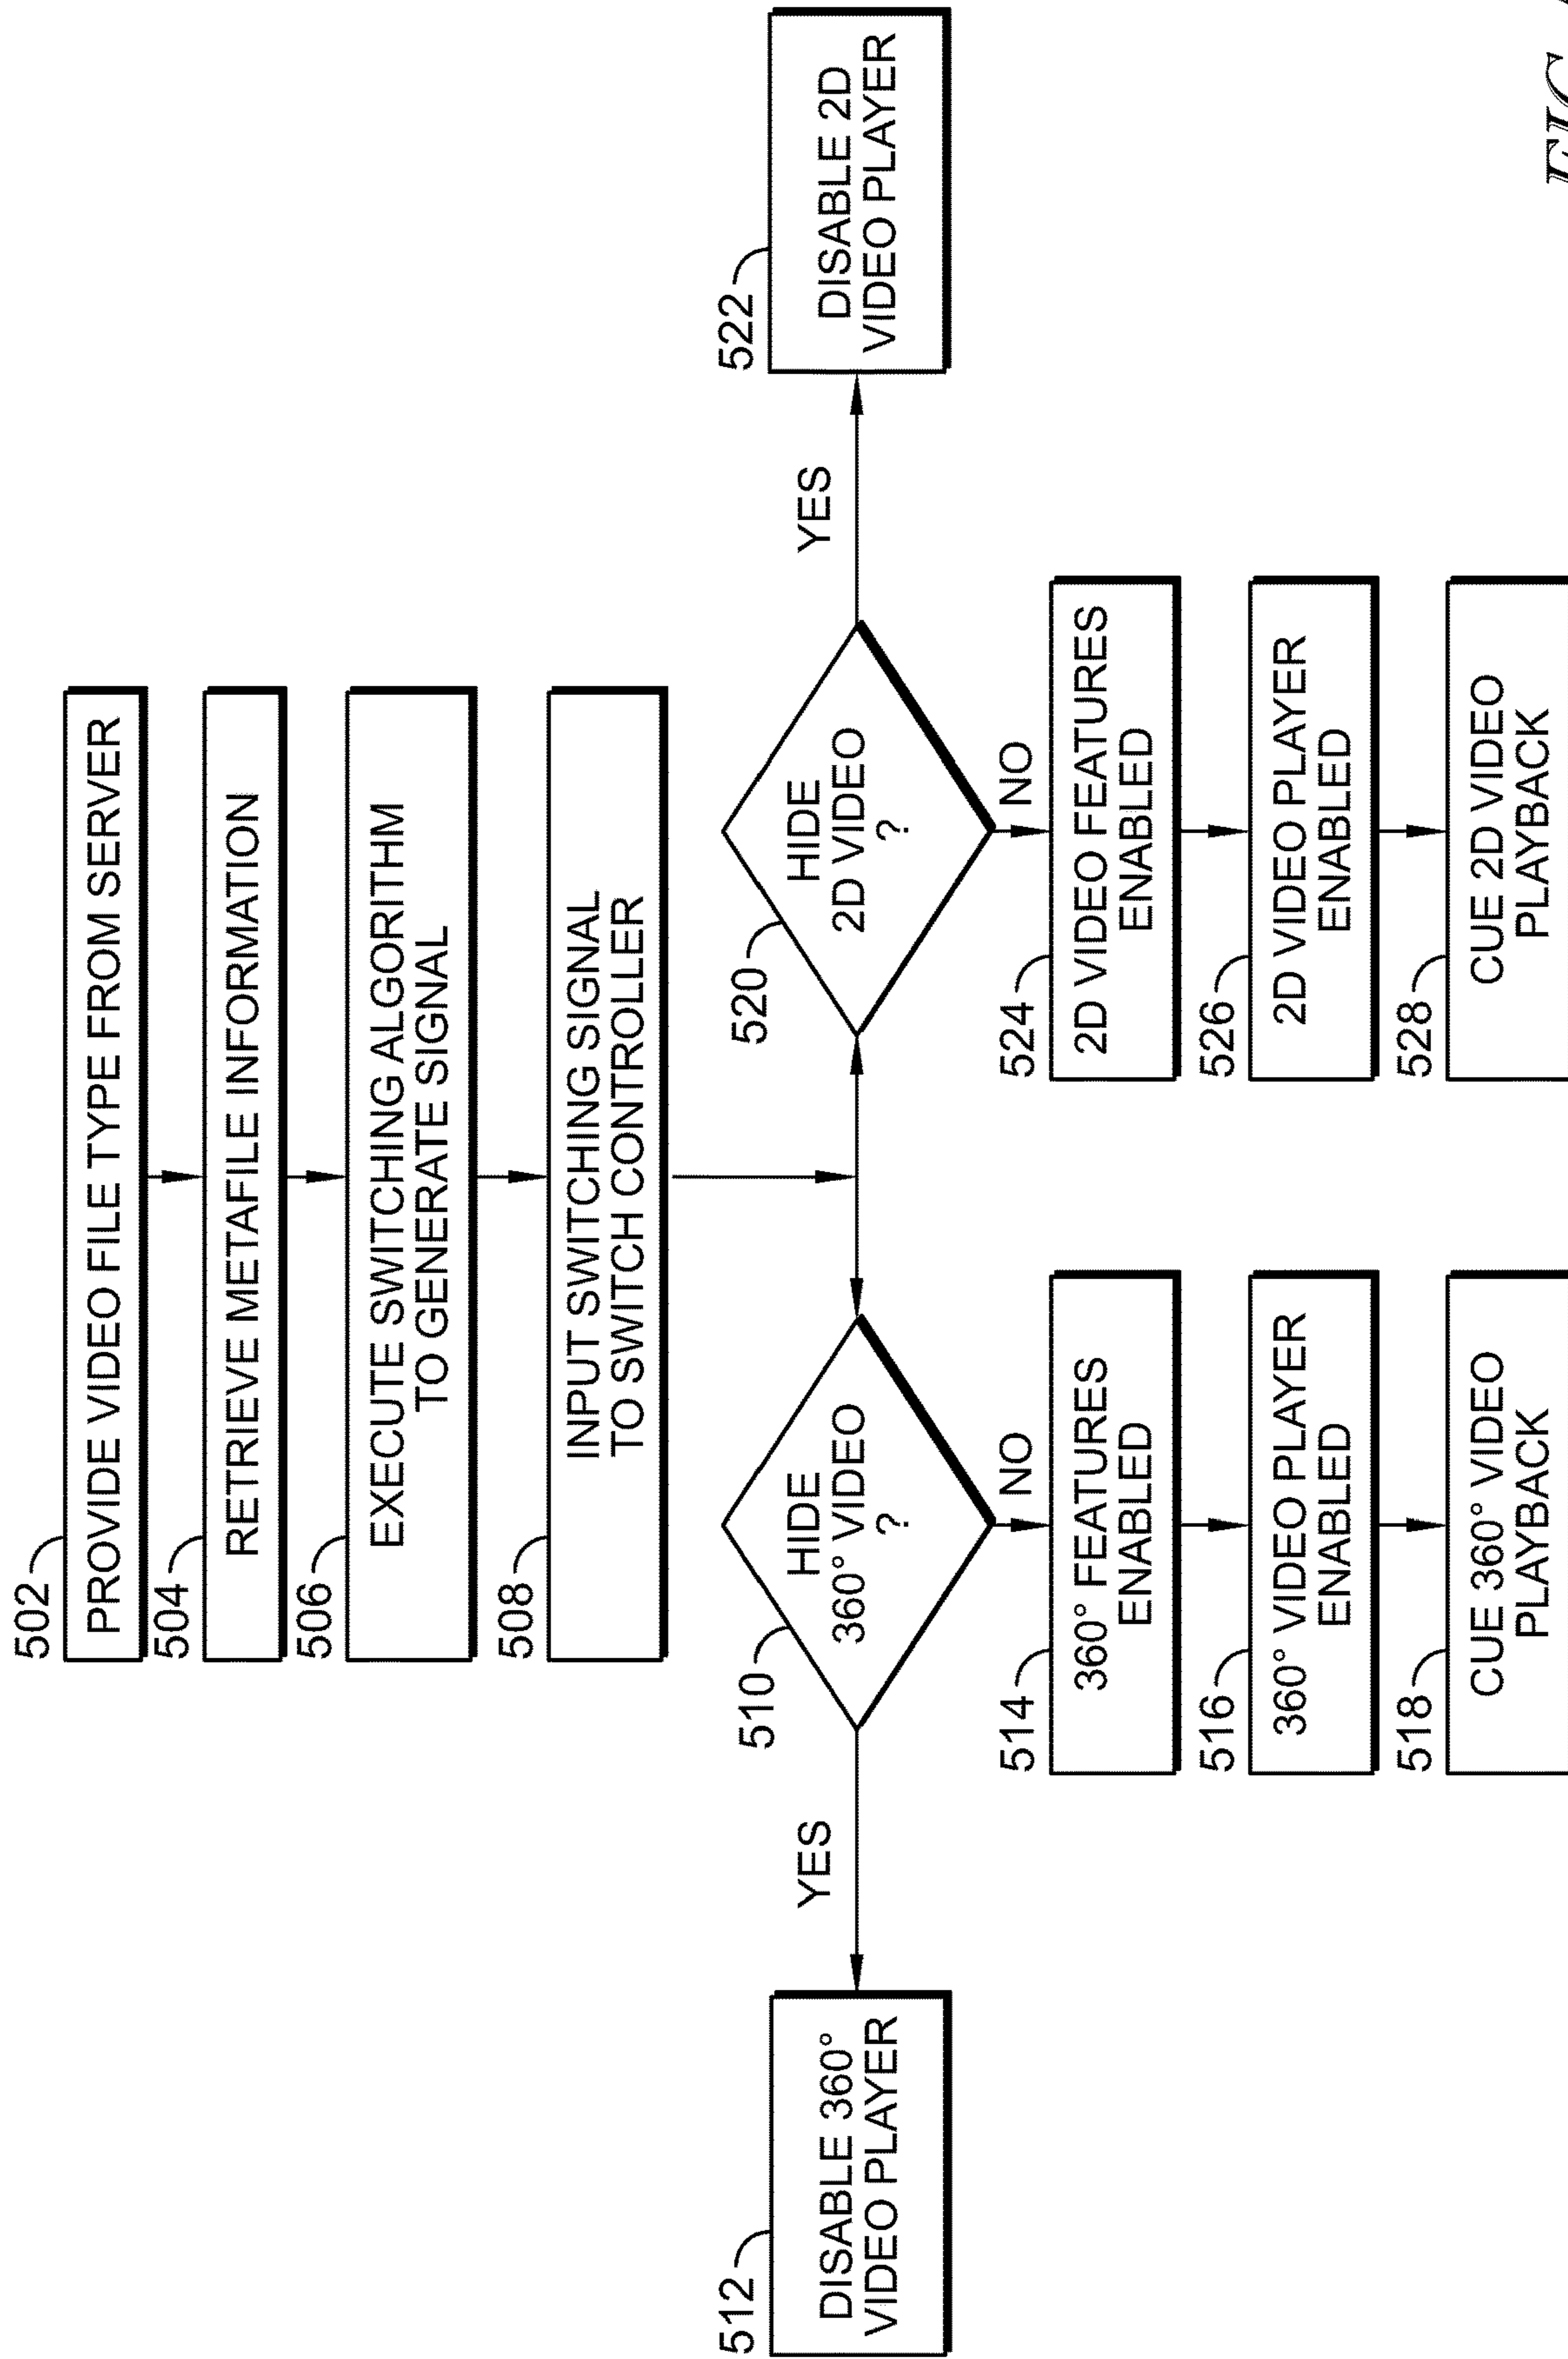 502
PROVIDE VIDEO FILE TYPE FROM SERVER
504
RETRIEVE METAFILE INFORMATION
506
EXECUTE SWITCHING ALGORITHM
TO GENERATE SIGNAL
508
INPUT SWITCHING SIGNAL
TO SWITCH CONTROLLER
512
DISABLE 360°
VIDEO PLAYER
YES
510
HIDE
360° VIDEO
?
NO
514
360° FEATURES
ENABLED
516
360° VIDEO PLAYER
ENABLED
518
CUE 360° VIDEO
PLAYBACK
520
HIDE
2D VIDEO
?
YES
522
DISABLE 2D
VIDEO PLAYER
NO
524
2D VIDEO FEATURES
ENABLED
526
2D VIDEO PLAYER
ENABLED
528
CUE 2D VIDEO
PLAYBACK
FIG.